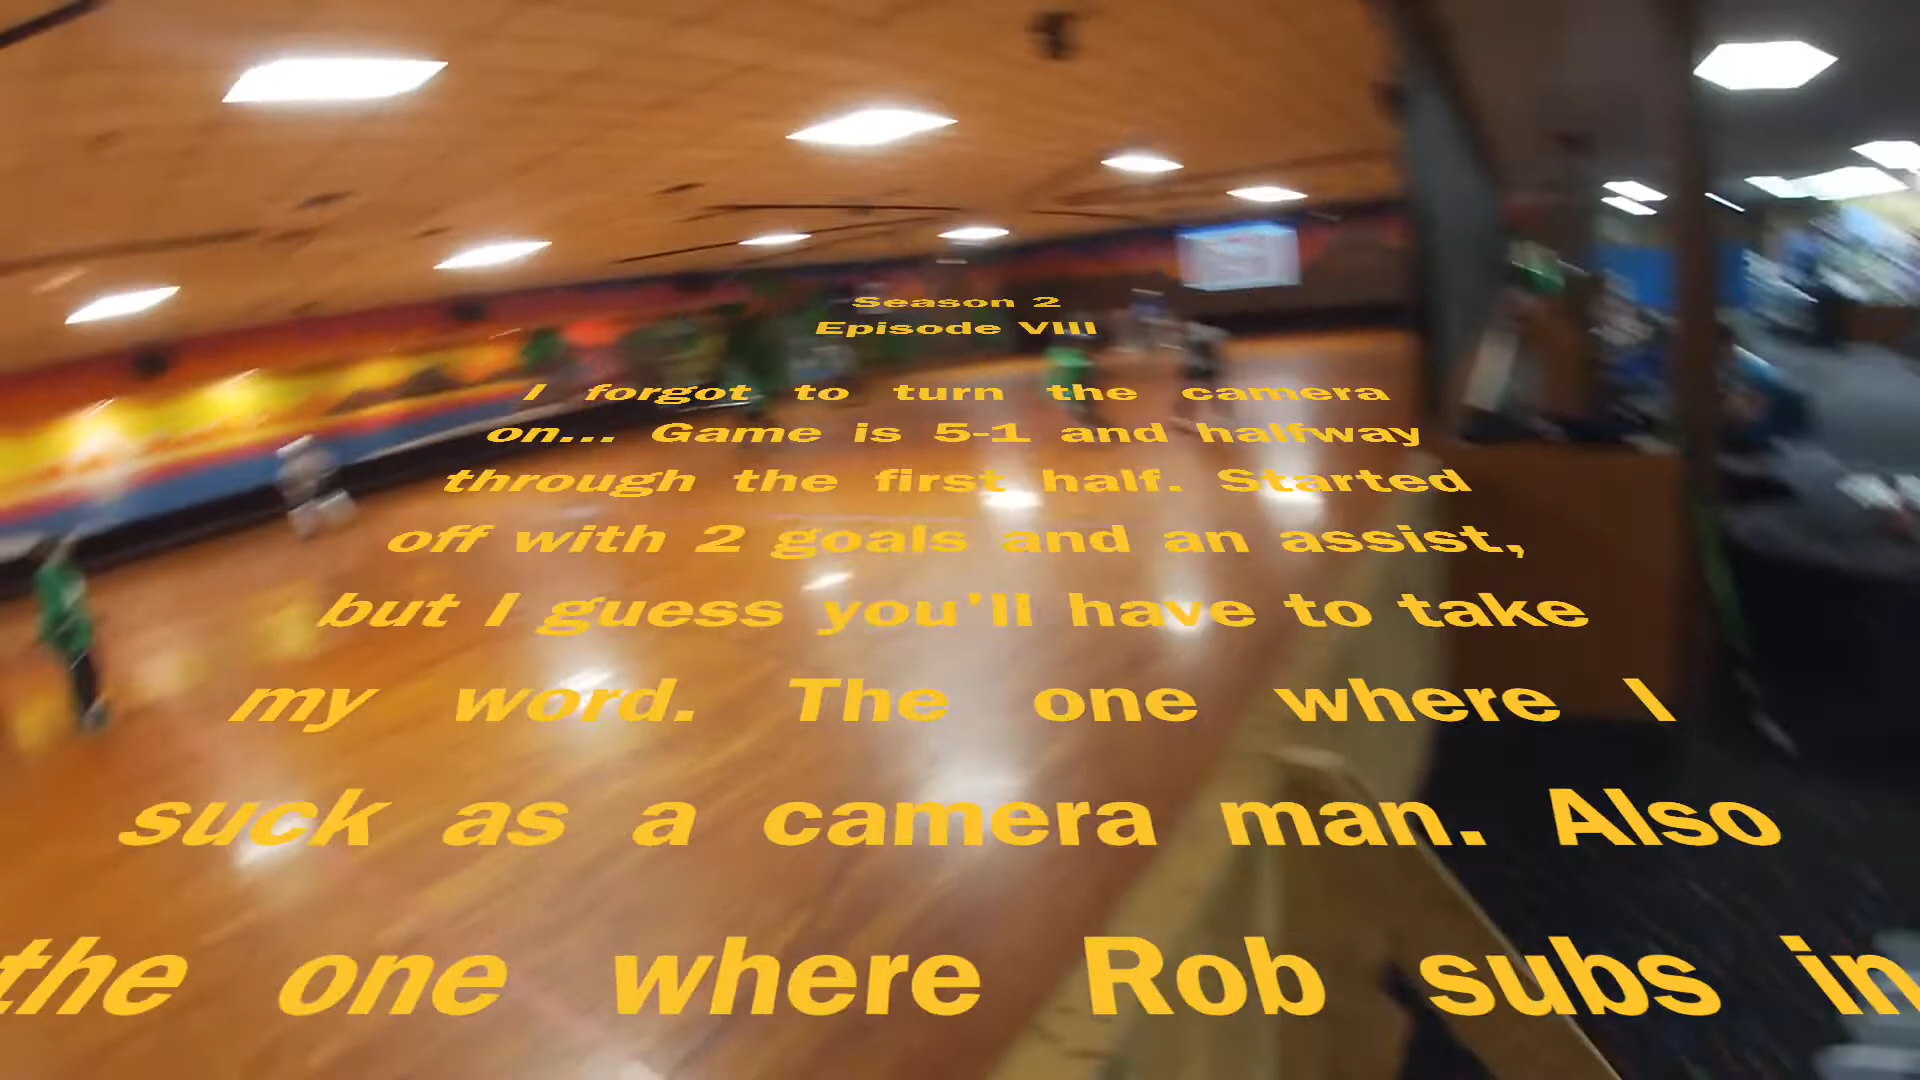 Season 2
Episode VIII
I forgot to turn the camera
on... Game is 5-1 and halfway
through the first half. Started
off with 2 goals and an assist,
but I guess you'll have to take
my word. The one where I
suck as a camera man. Also
the one where Rob subs in